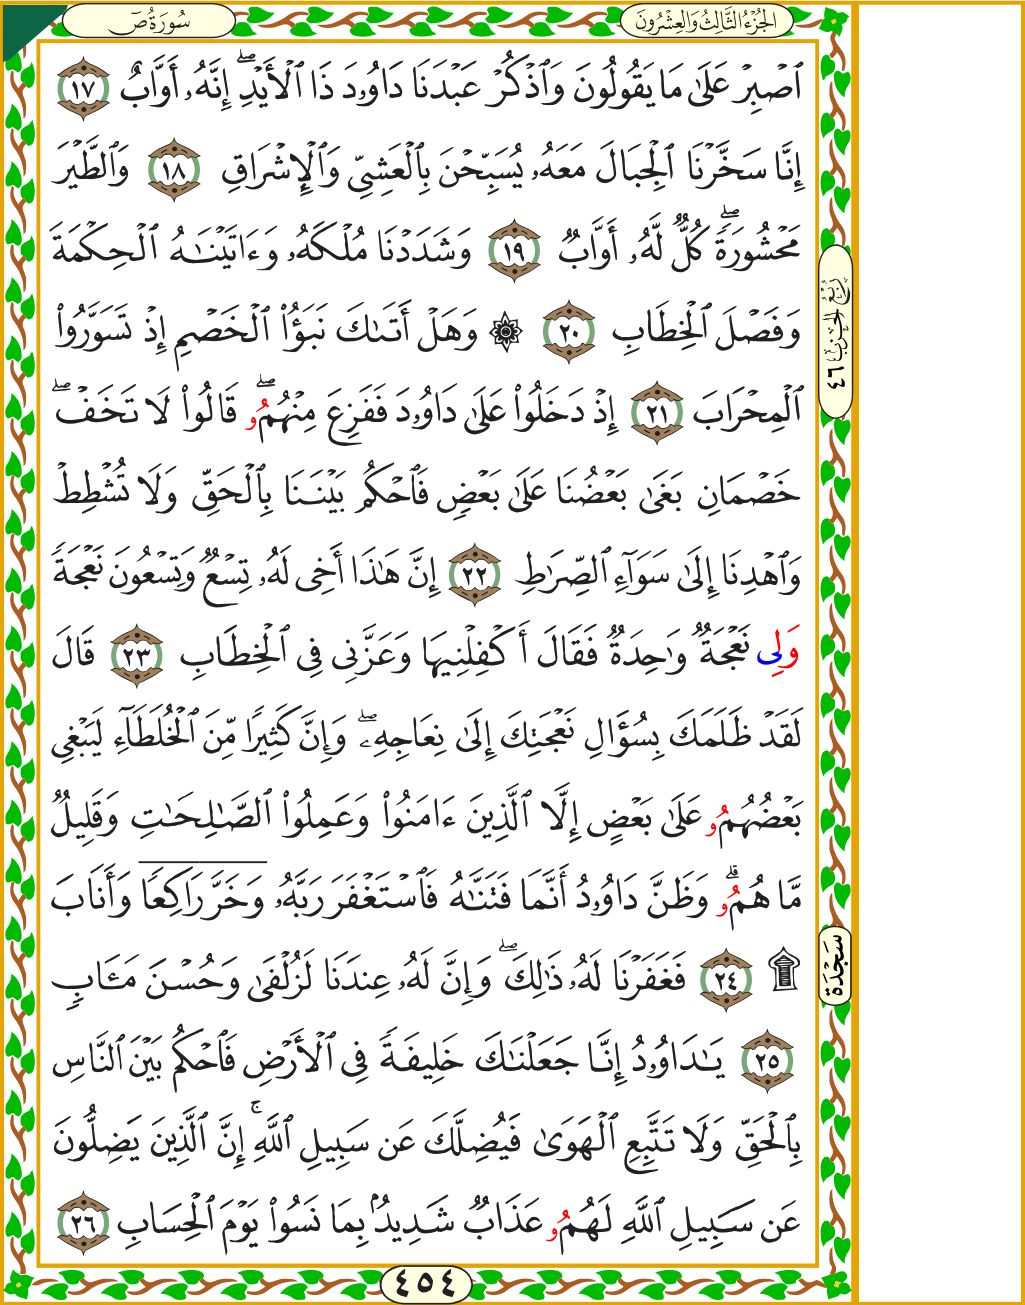 الجُزْءُ الثَّالِثُ وَالعِشْرُونَ
سُورَةُ صٓ
ٱصۡبِرۡ عَلَىٰ مَا يَقُولُونَ وَٱذۡكُرۡ عَبۡدَنَا دَاوُۥدَ ذَا ٱلۡأَيۡدِۖ إِنَّهُۥٓ أَوَّابٌ ١٧
إِنَّا سَخَّرۡنَا ٱلۡجِبَالَ مَعَهُۥ يُسَبِّحۡنَ بِٱلۡعَشِيِّ وَٱلۡإِشۡرَاقِ ١٨ وَٱلطَّيۡرَ
مَحۡشُورَةٗۖ كُلّٞ لَّهُۥٓ أَوَّابٞ ١٩ وَشَدَدۡنَا مُلۡكَهُۥ وَءَاتَيۡنَٰهُ ٱلۡحِكۡمَةَ
وَفَصۡلَ ٱلۡخِطَابِ ٢٠ ۞ وَهَلۡ أَتَىٰكَ نَبَؤُاْ ٱلۡخَصۡمِ إِذۡ تَسَوَّرُواْ
ٱلۡمِحۡرَابَ ٢١ إِذۡ دَخَلُواْ عَلَىٰ دَاوُۥدَ فَفَزِعَ مِنۡهُمُۥۖ قَالُواْ لَا تَخَفۡۖ
خَصۡمَانِ بَغَىٰ بَعۡضُنَا عَلَىٰ بَعۡضٖ فَٱحۡكُم بَيۡنَنَا بِٱلۡحَقِّ وَلَا تُشۡطِطۡ
وَٱهۡدِنَآ إِلَىٰ سَوَآءِ ٱلصِّرَٰطِ ٢٢ إِنَّ هَٰذَآ أَخِي لَهُۥ تِسۡعٞ وَتِسۡعُونَ نَعۡجَةٗ
وَلِي نَعۡجَةٞ وَٰحِدَةٞ فَقَالَ أَكۡفِلۡنِيهَا وَعَزَّنِي فِي ٱلۡخِطَابِ ٢٣ قَالَ
لَقَدۡ ظَلَمَكَ بِسُؤَالِ نَعۡجَتِكَ إِلَىٰ نِعَاجِهِۦۖ وَإِنَّ كَثِيرٗا مِّنَ ٱلۡخُلَطَآءِ لَيَبۡغِي
بَعۡضُهُمُۥ عَلَىٰ بَعۡضٍ إِلَّا ٱلَّذِينَ ءَامَنُواْ وَعَمِلُواْ ٱلصَّٰلِحَٰتِ وَقَلِيلٞ
مَّا هُمُۥۗ وَظَنَّ دَاوُۥدُ أَنَّمَا فَتَنَّٰهُ فَٱسۡتَغۡفَرَ رَبَّهُۥ وَخَرَّ رَاكِعٗا وَأَنَابَ
۩ ٢٤ فَغَفَرۡنَا لَهُۥ ذَٰلِكَۖ وَإِنَّ لَهُۥ عِندَنَا لَزُلۡفَىٰ وَحُسۡنَ مَـَٔابٖ
٢٥ يَٰدَاوُۥدُ إِنَّا جَعَلۡنَٰكَ خَلِيفَةٗ فِي ٱلۡأَرۡضِ فَٱحۡكُم بَيۡنَ ٱلنَّاسِ
بِٱلۡحَقِّ وَلَا تَتَّبِعِ ٱلۡهَوَىٰ فَيُضِلَّكَ عَن سَبِيلِ ٱللَّهِۚ إِنَّ ٱلَّذِينَ يَضِلُّونَ
عَن سَبِيلِ ٱللَّهِ لَهُمُۥ عَذَابٞ شَدِيدُۢ بِمَا نَسُواْ يَوۡمَ ٱلۡحِسَابِ ٢٦
رُبْعُ الحِزْبِ ٤٦
سَجْدَة
٤٥٤